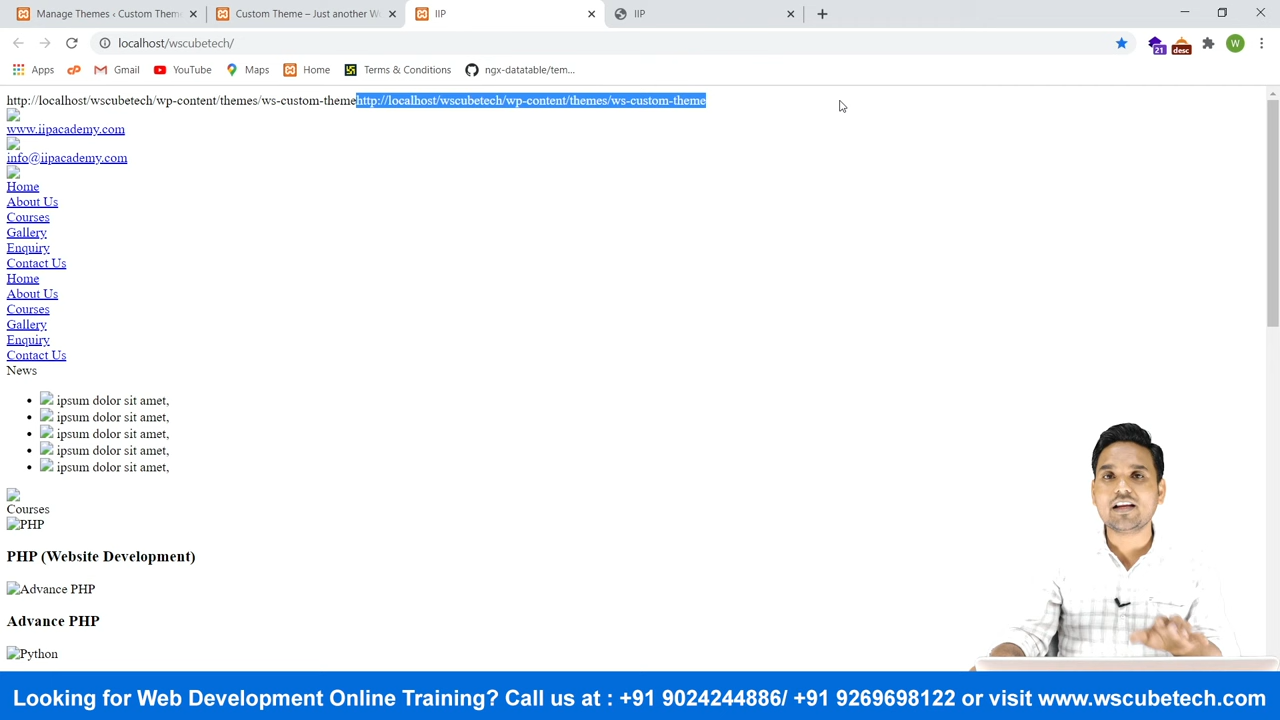 Manage Themes ‹ Custom Theme
Custom Theme – Just another W
IIP
IIP
localhost/wscubetech/
21
desc
W
Apps
Gmail
YouTube
Maps
Home
Terms & Conditions
ngx-datatable/tem...
http://localhost/wscubetech/wp-content/themes/ws-custom-themehttp://localhost/wscubetech/wp-content/themes/ws-custom-theme
www.iipacademy.com
info@iipacademy.com
Home
About Us
Courses
Gallery
Enquiry
Contact Us
Home
About Us
Courses
Gallery
Enquiry
Contact Us
News
ipsum dolor sit amet,
ipsum dolor sit amet,
ipsum dolor sit amet,
ipsum dolor sit amet,
ipsum dolor sit amet,
Courses
PHP
PHP (Website Development)
Advance PHP
Advance PHP
Python
Looking for Web Development Online Training? Call us at : +91 9024244886/ +91 9269698122 or visit www.wscubetech.com